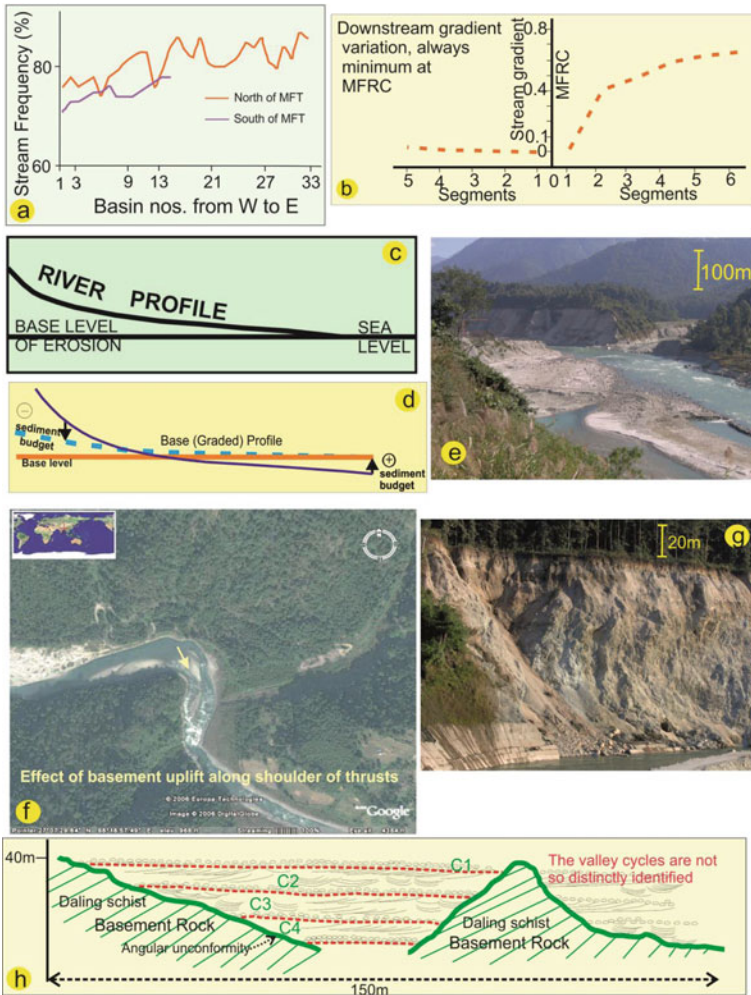 80
60
Stream Frequency (%)
North of MFT
South of MFT
1 3 9 13 21 27 33
Basin nos. from W to E
a
Downstream gradient
variation, always
minimum at
MFRC
0.8
0.4
0.1
0
Stream gradient
MFRC
5 4 3 2 1 0 1 2 3 4 5 6
Segments
Segments
b
c
RIVER PROFILE
BASE LEVEL
OF EROSION
SEA
LEVEL
d
sediment
budget
Base (Graded) Profile
Base level
sediment
budget
100m
e
Effect of basement uplift along shoulder of thrusts
© 2006 Europa Technologies
Image © 2006 DigitalGlobe
Google
f
20m
g
40m
C1
C2
C3
C4
The valley cycles are not
so distinctly identified
Daling schist
Basement Rock
Angular unconformity
Daling schist
Basement Rock
150m
h